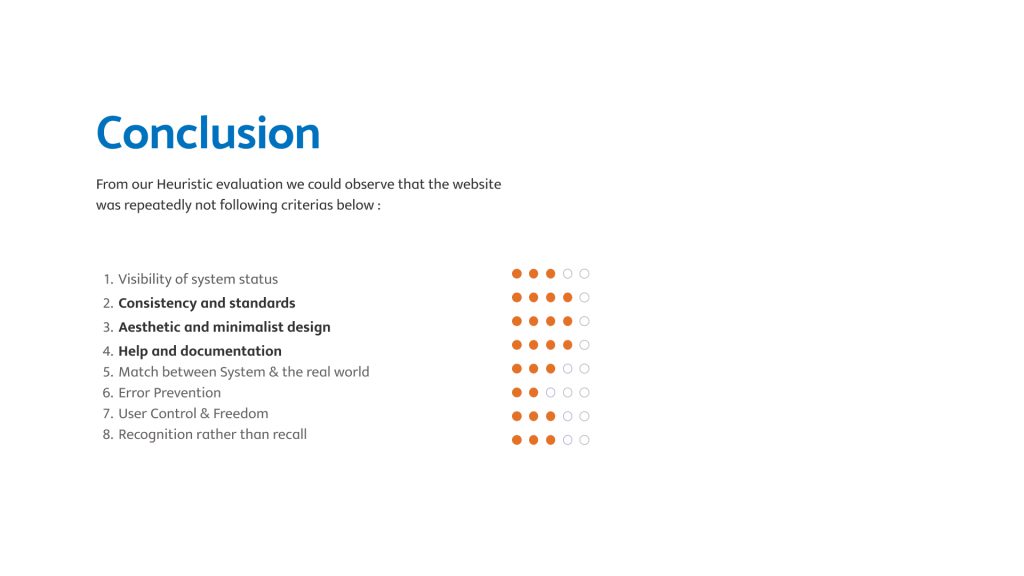 Conclusion
From our Heuristic evaluation we could observe that the website
was repeatedly not following criterias below :
1. Visibility of system status
2. Consistency and standards
3. Aesthetic and minimalist design
4. Help and documentation
5. Match between System & the real world
6. Error Prevention
7. User Control & Freedom
8. Recognition rather than recall